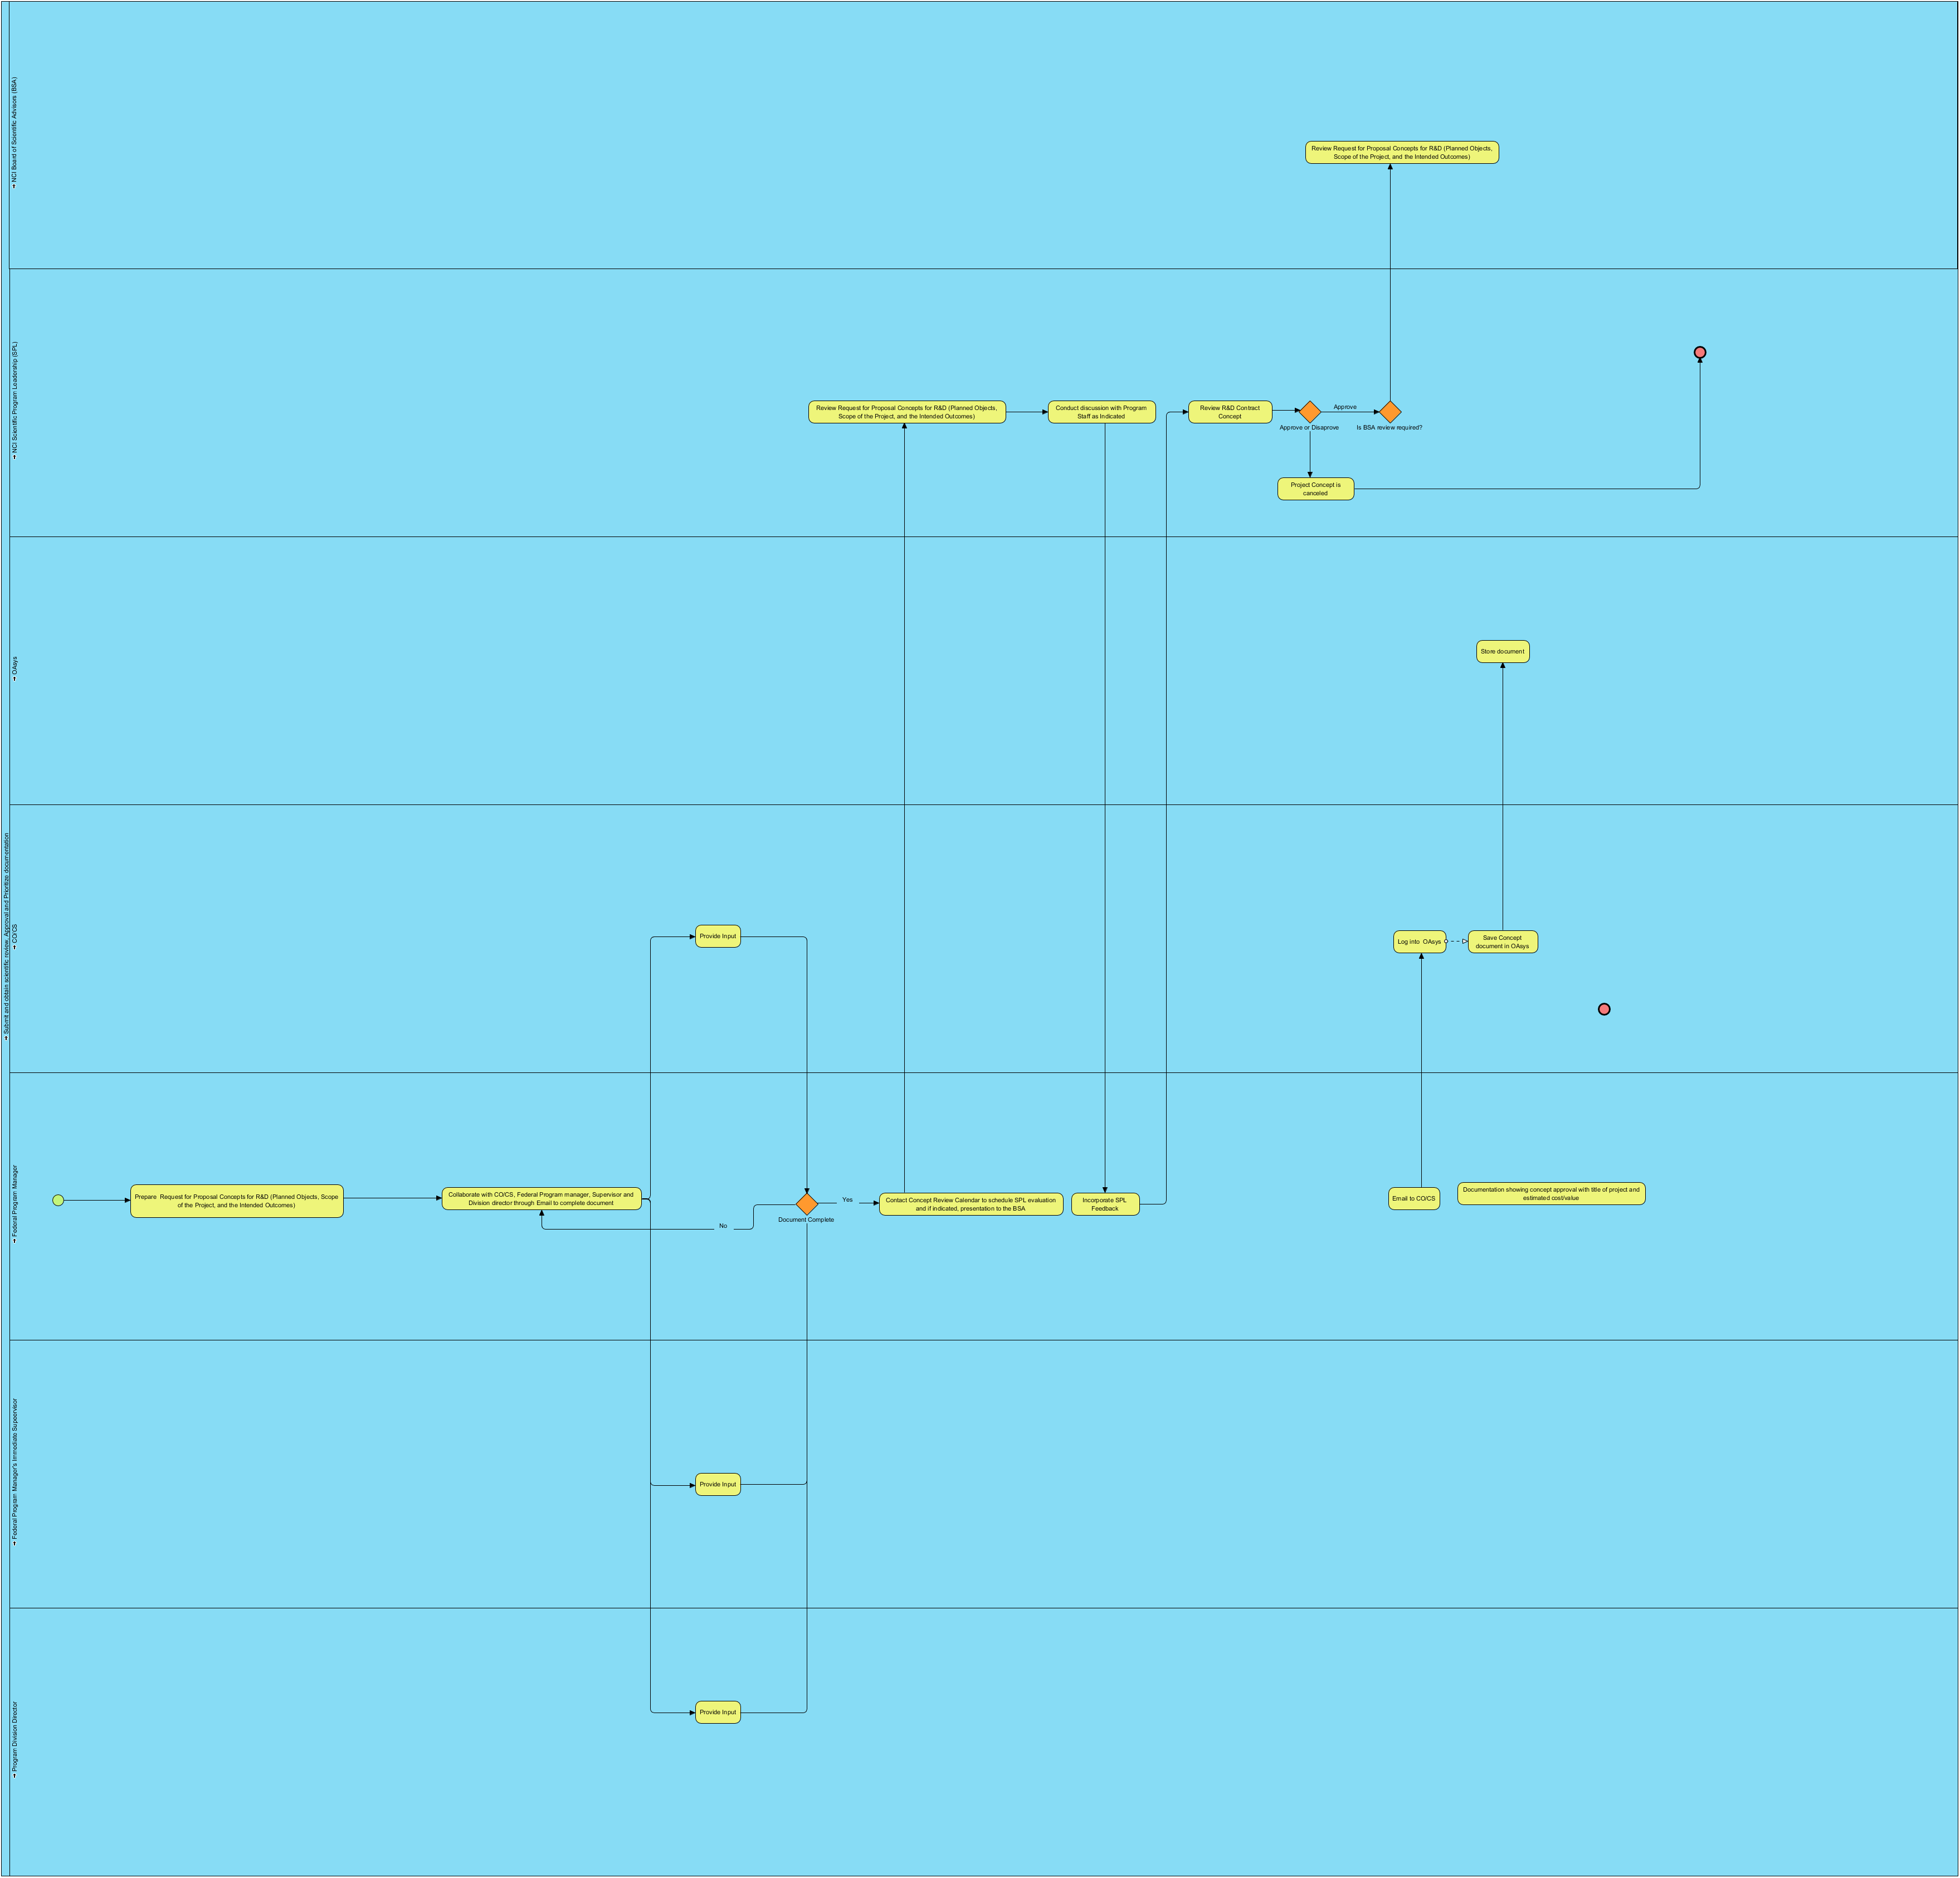 Submit and obtain scientific review, Approval and Prioritize documentation
NCI Board of Scientific Advisors (BSA)
Review Request for Proposal Concepts for R&D (Planned Objects,
Scope of the Project, and the Intended Outcomes)
NCI Scientific Program Leadership (SPL)
Review Request for Proposal Concepts for R&D (Planned Objects,
Scope of the Project, and the Intended Outcomes)
Conduct discussion with Program
Staff as Indicated
Review R&D Contract
Concept
Approve or Disaprove
Approve
Is BSA review required?
Project Concept is
canceled
OAsys
Store document
CO/CS
Provide Input
Log into OAsys
Save Concept
document in OAsys
Federal Program Manager
Prepare Request for Proposal Concepts for R&D (Planned Objects, Scope
of the Project, and the Intended Outcomes)
Collaborate with CO/CS, Federal Program manager, Supervisor and
Division director through Email to complete document
No
Document Complete
Yes
Contact Concept Review Calendar to schedule SPL evaluation
and if indicated, presentation to the BSA
Incorporate SPL
Feedback
Email to CO/CS
Documentation showing concept approval with title of project and
estimated cost/value
Federal Program Manager's Immediate Supervisor
Provide Input
Program Division Director
Provide Input